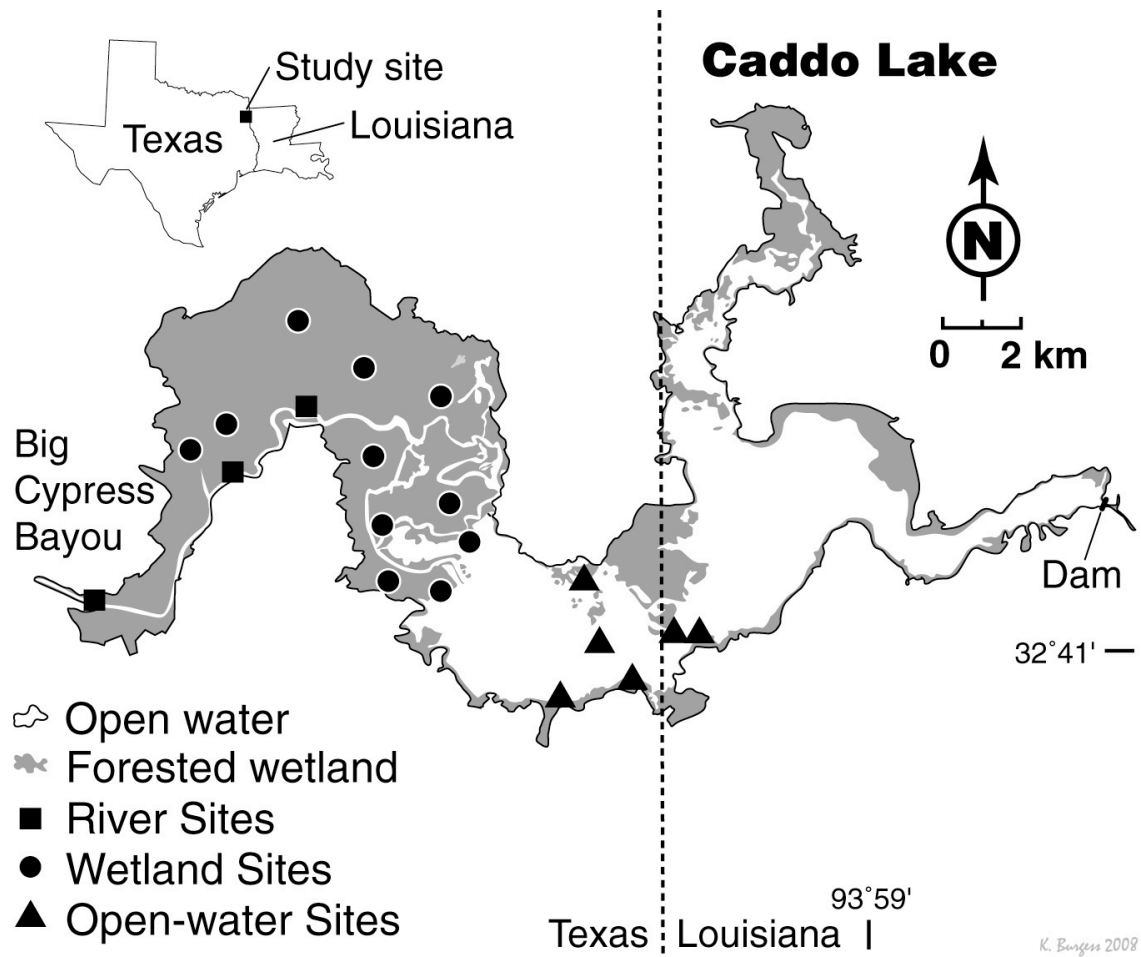 Caddo Lake
Study site
Texas
Louisiana
N
0 2 km
Big
Cypress
Bayou
Dam
32°41'
Open water
Forested wetland
River Sites
Wetland Sites
Open-water Sites
93°59'
Texas Louisiana
K. Burgess 2008